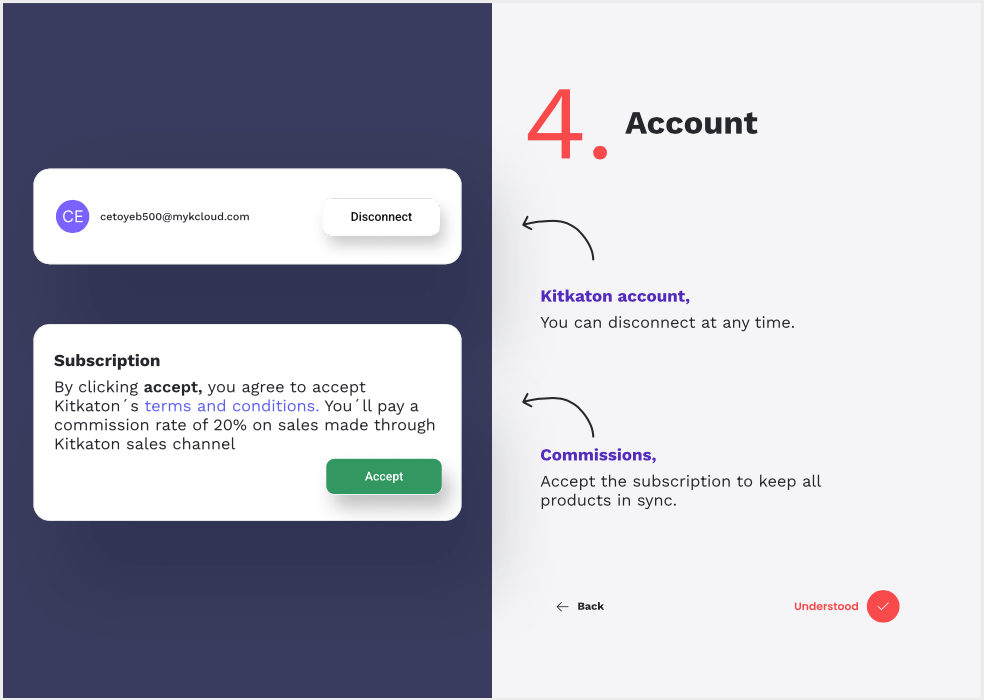 CE
cetoyeb500@mykcloud.com
Disconnect
Subscription
By clicking accept, you agree to accept
Kitkaton´s terms and conditions. You´ll pay a
commission rate of 20% on sales made through
Kitkaton sales channel
Accept
4.
Account
Kitkaton account,
You can disconnect at any time.
Commissions,
Accept the subscription to keep all
products in sync.
Back
Understood